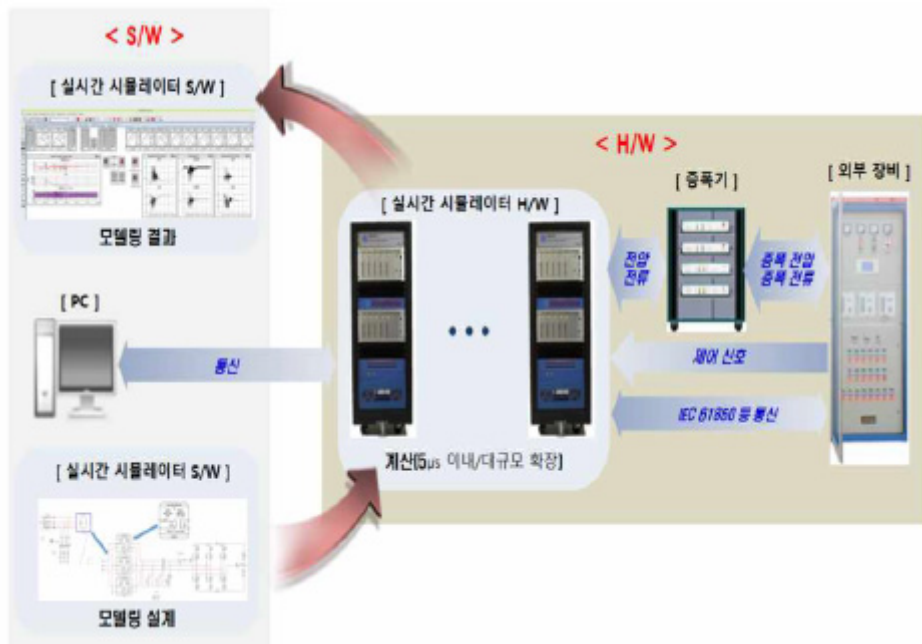 < S/W >
[ 실시간 시뮬레이터 S/W ]
모델링 결과
[ PC ]
통신
[ 실시간 시뮬레이터 S/W ]
모델링 설계
< H/W >
[ 실시간 시뮬레이터 H/W ]
계산(5μs 이내/대규모 확장)
[ 증폭기 ]
[ 외부 장비 ]
전압
전류
증폭 전압
증폭 전류
제어 신호
IEC 61850 등 통신